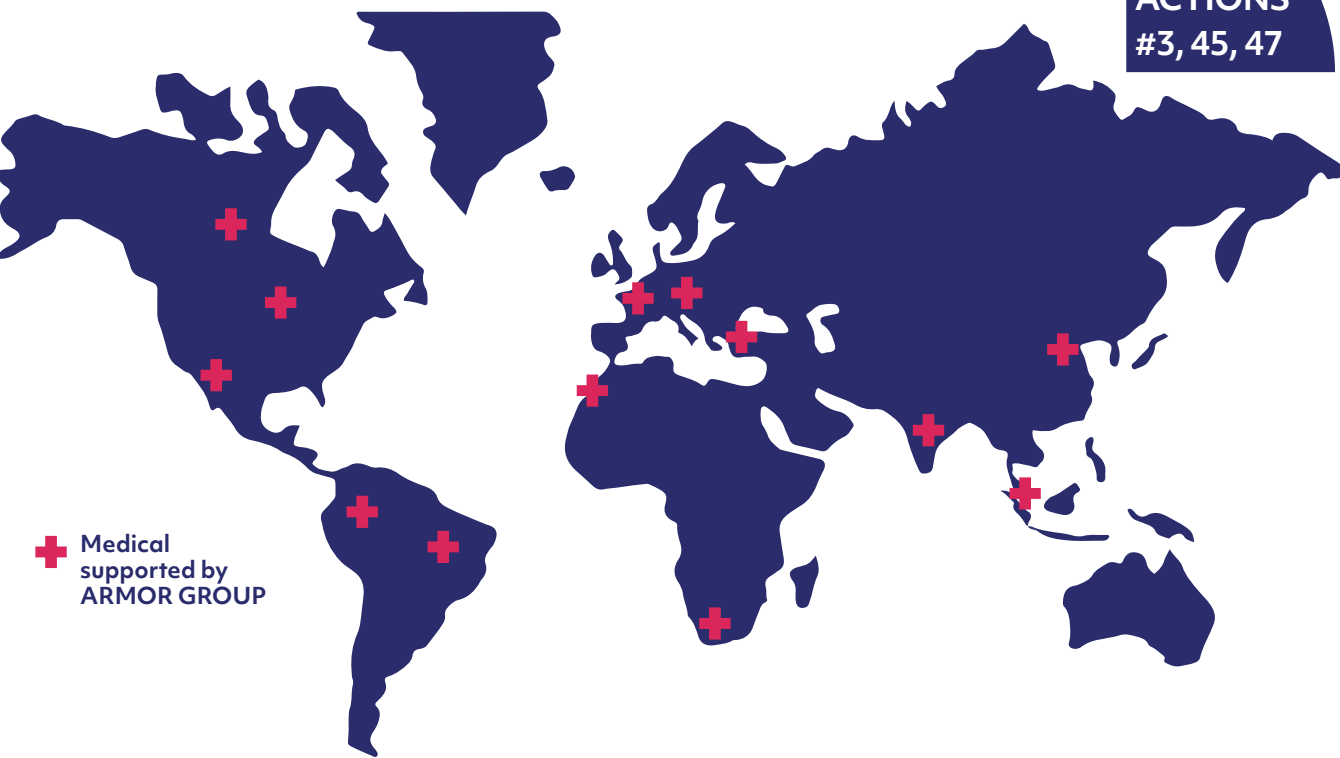 ACTIONS
#3, 45, 47
Medical
supported by
ARMOR GROUP